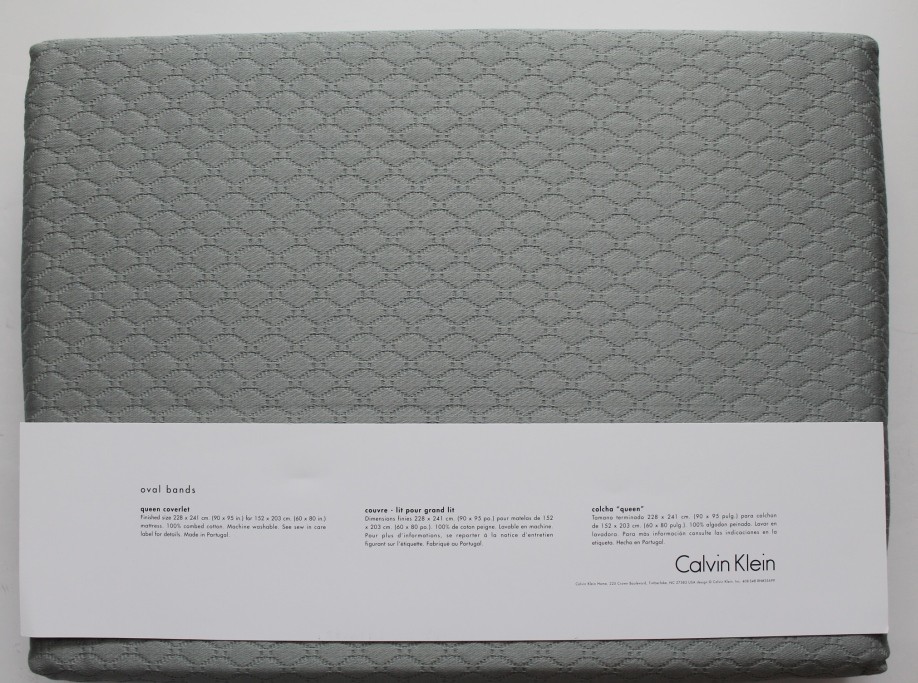 oval bands
queen coverlet
Finished size 228 x 241 cm. (90 x 95 in.) for 152 x 203 cm. (60 x 80 in.)
mattress. 100% combed cotton. Machine washable. See sew in care
label for details. Made in Portugal.
couvre - lit pour grand lit
Dimensions finies 228 x 241 cm. (90 x 95 po.) pour matelas de 152
x 203 cm. (60 x 80 po.) 100% de coton peigné. Lavable en machine.
Pour plus d'informations, se reporter à la notice d'entretien
figurant sur l'étiquette. Fabriqué au Portugal.
colcha "queen"
Tamano terminado 228 x 241 cm. (90 x 95 pulg.) para colchon
de 152 x 203 cm. (60 x 80 pulg.) 100% algodon peinado. Lavar en
lavadora. Para más información consulte las indicaciones en la
etiqueta. Hecho en Portugal.
Calvin Klein
Calvin Klein Home,